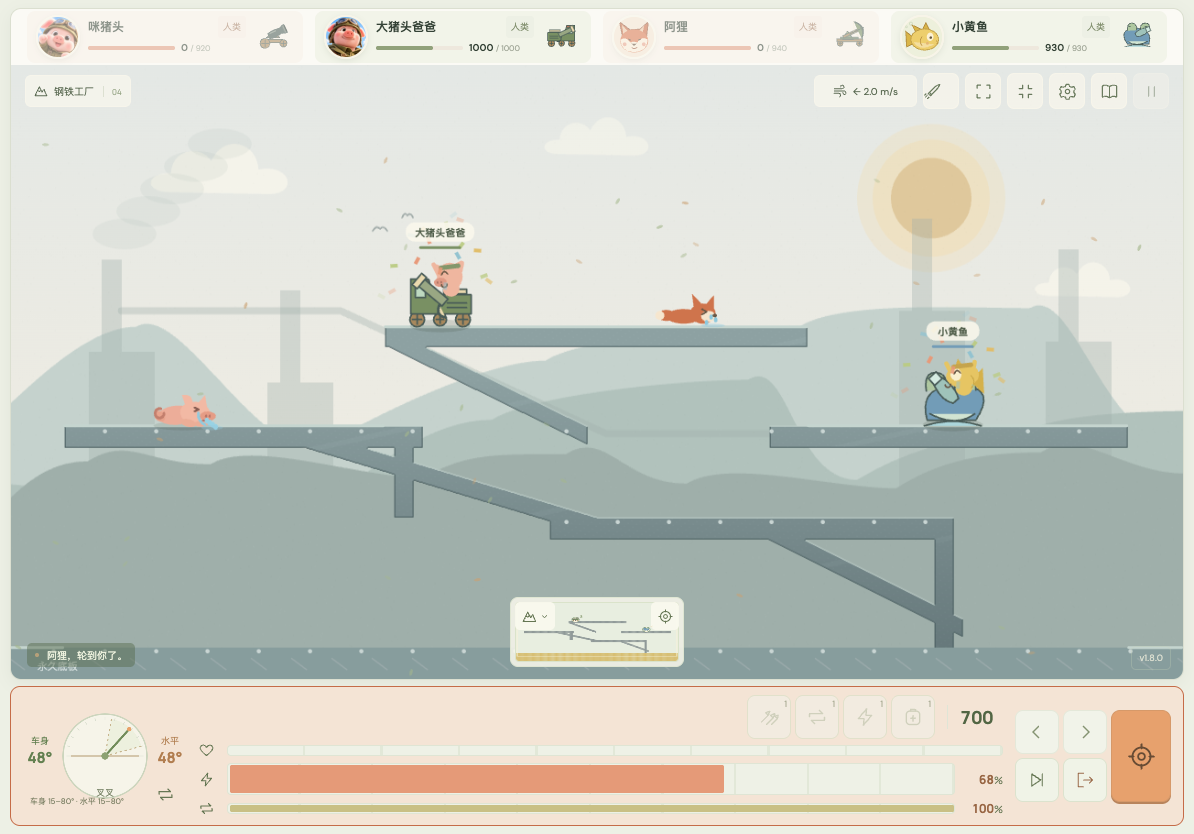 咪猪头 人类
0 / 920
大猪头爸爸 人类
1000 / 1000
阿狸 人类
0 / 940
小黄鱼 人类
930 / 930
钢铁工厂 04
← 2.0 m/s
大猪头爸爸
小黄鱼
阿狸，轮到你了。
永久底板
v1.8.0
车身
48°
水平
48°
叉叉
车身 15–80° · 水平 15–80°
1
1
1
1
700
68%
100%